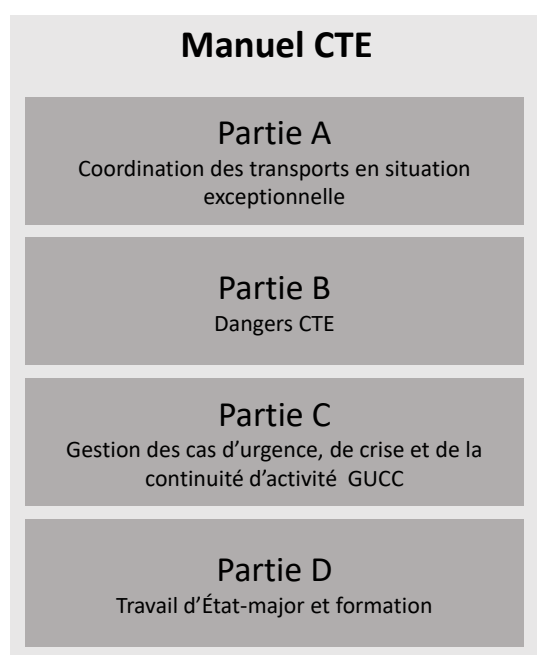 Manuel CTE
Partie A
Coordination des transports en situation
exceptionnelle
Partie B
Dangers CTE
Partie C
Gestion des cas d’urgence, de crise et de la
continuité d’activité  GUCC
Partie D
Travail d’État-major et formation